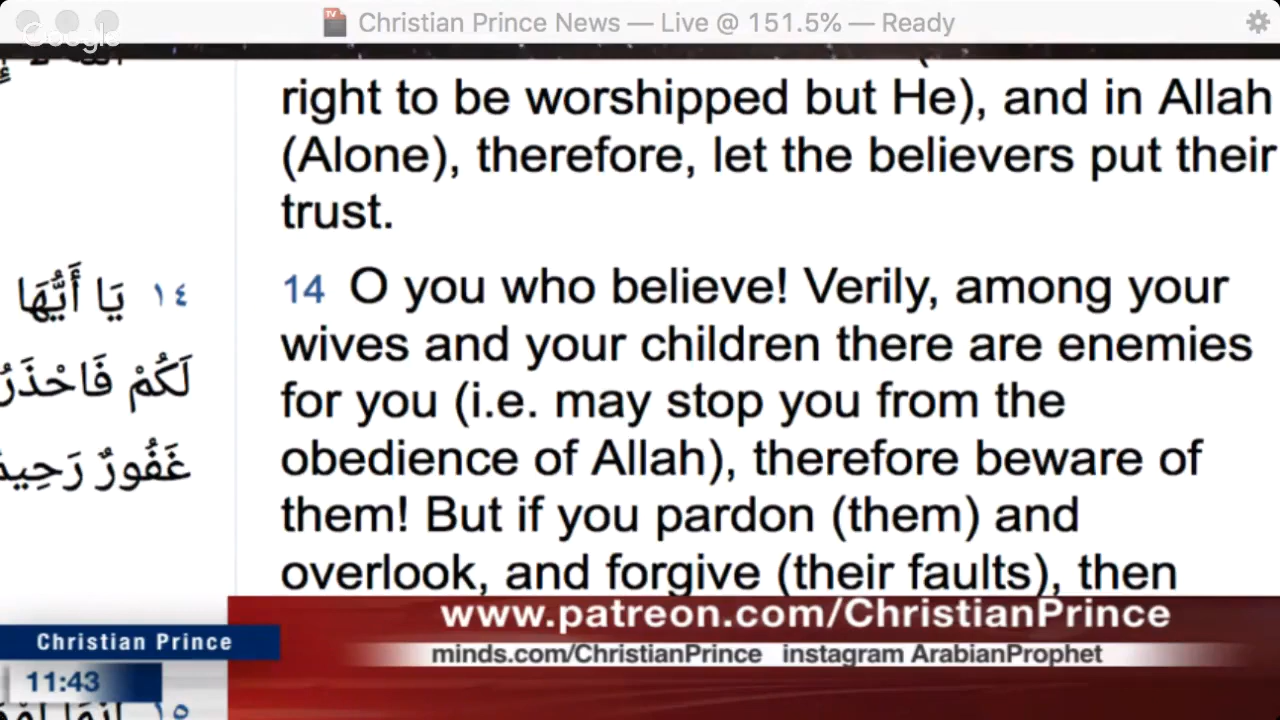 Christian Prince News — Live @ 151.5% — Ready
Google
right to be worshipped but He), and in Allah
(Alone), therefore, let the believers put their
trust.
١٤ يَا أَيُّهَا
14 O you who believe! Verily, among your
wives and your children there are enemies
لَكُمْ فَاحْذَرُ
for you (i.e. may stop you from the
obedience of Allah), therefore beware of
غَفُورٌ رَحِيمٌ
them! But if you pardon (them) and
overlook, and forgive (their faults), then
www.patreon.com/ChristianPrince
Christian Prince
minds.com/ChristianPrince instagram ArabianProphet
11:43
١٥